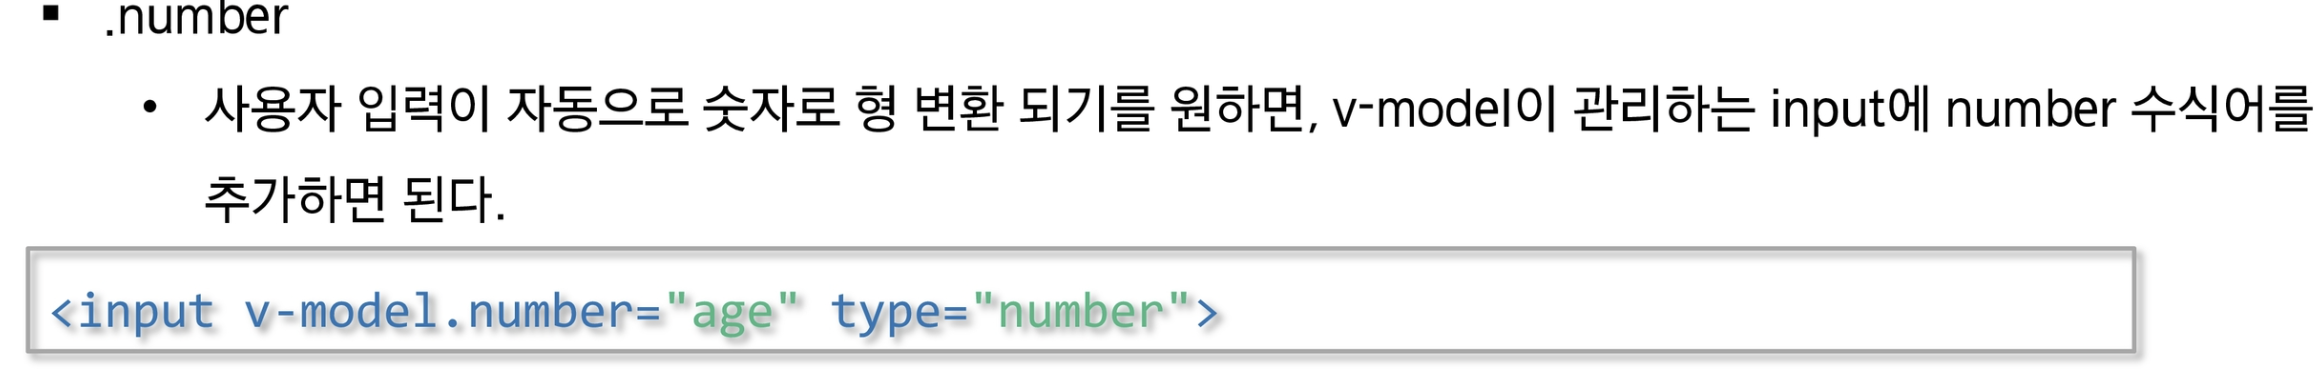 ▪ .number
• 사용자 입력이 자동으로 숫자로 형 변환 되기를 원하면, v-model이 관리하는 input에 number 수식어를
추가하면 된다.
<input v-model.number="age" type="number">